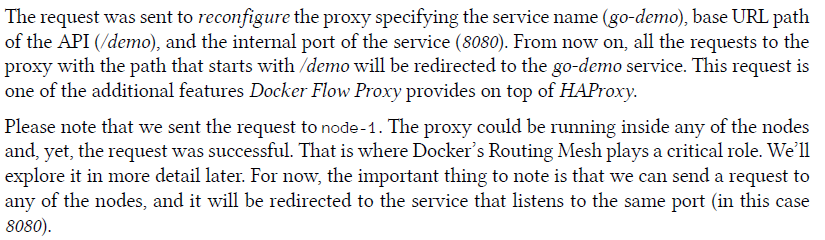 The request was sent to reconfigure the proxy specifying the service name (go-demo), base URL path
of the API (/demo), and the internal port of the service (8080). From now on, all the requests to the
proxy with the path that starts with /demo will be redirected to the go-demo service. This request is
one of the additional features Docker Flow Proxy provides on top of HAProxy.
Please note that we sent the request to node-1. The proxy could be running inside any of the nodes
and, yet, the request was successful. That is where Docker's Routing Mesh plays a critical role. We'll
explore it in more detail later. For now, the important thing to note is that we can send a request to
any of the nodes, and it will be redirected to the service that listens to the same port (in this case
8080).